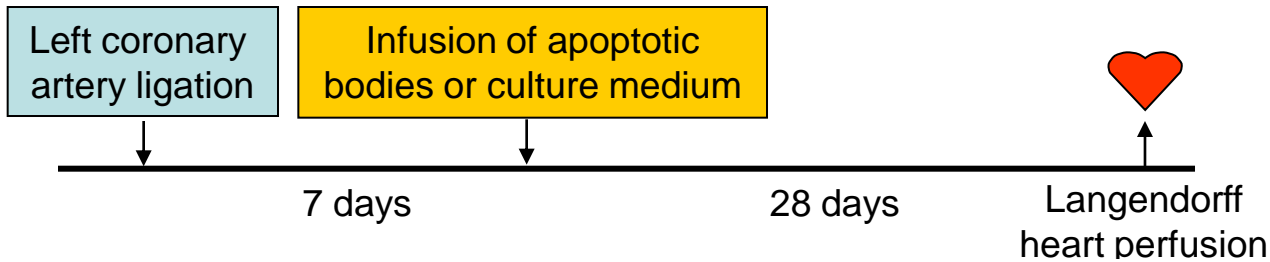 Left coronary
artery ligation
Infusion of apoptotic
bodies or culture medium
7 days
28 days
Langendorff
heart perfusion